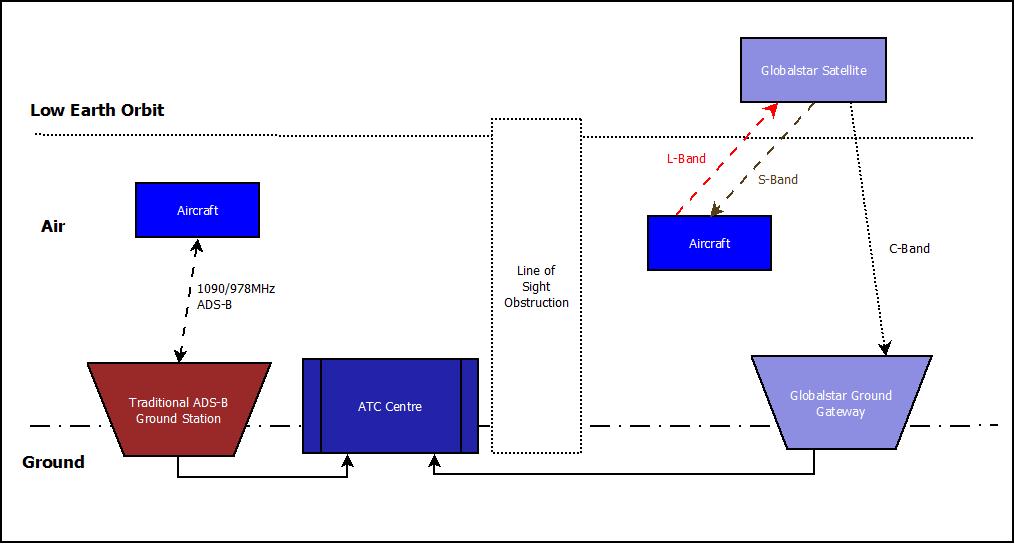 Globalstar Satellite
Low Earth Orbit
L-Band
S-Band
Aircraft
Air
Aircraft
C-Band
Line of
Sight
Obstruction
1090/978MHz
ADS-B
Traditional ADS-B
Ground Station
ATC Centre
Globalstar Ground
Gateway
Ground